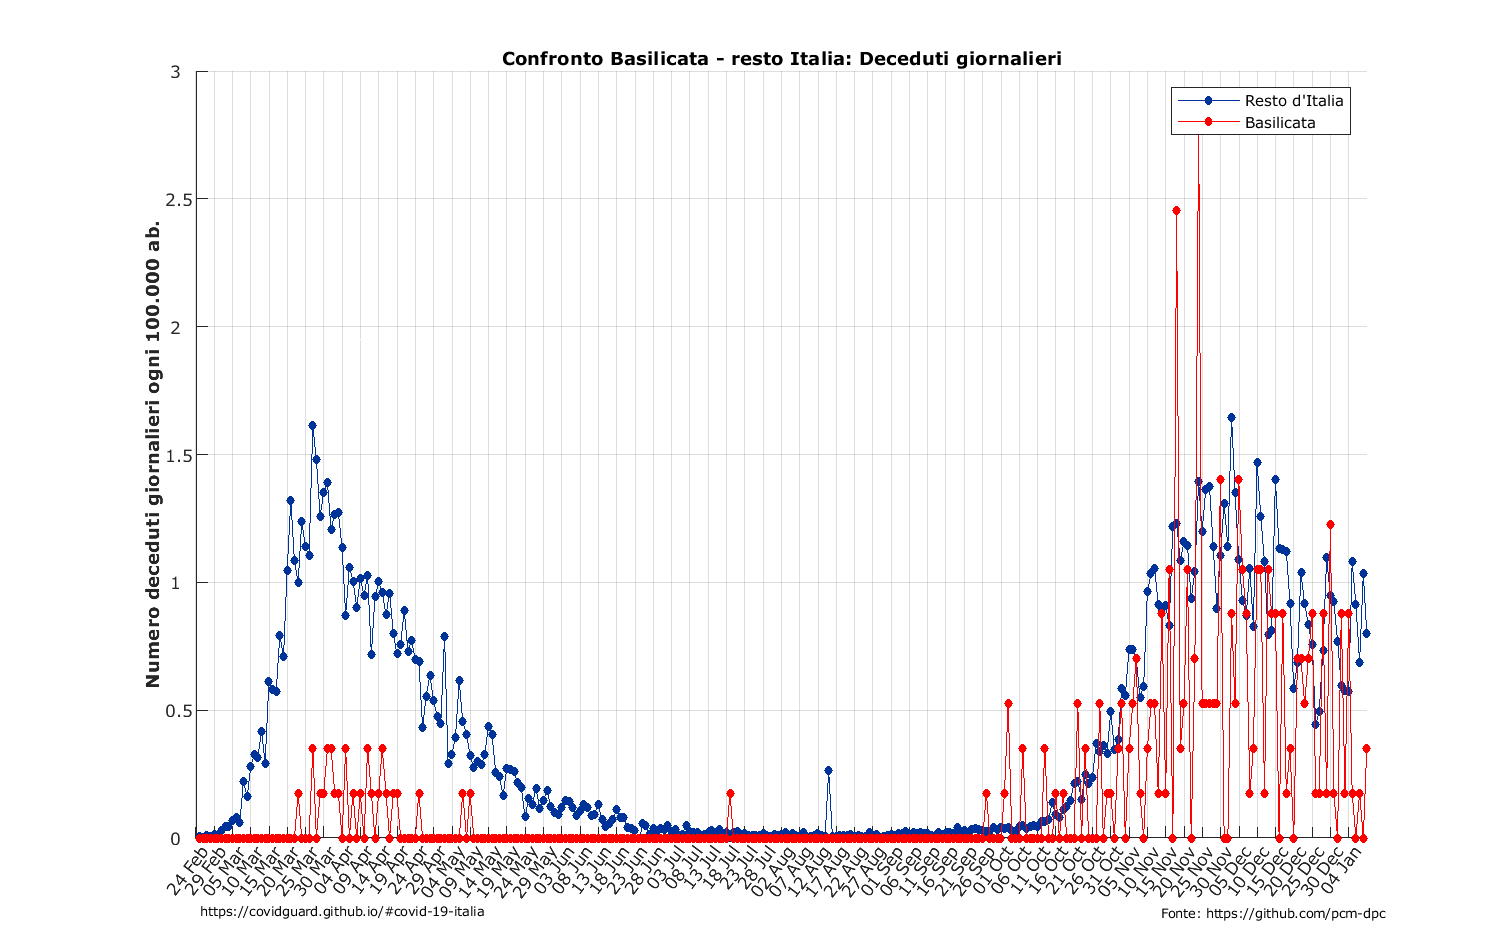 Confronto Basilicata - resto Italia: Deceduti giornalieri
Resto d'Italia
Basilicata
Numero deceduti giornalieri ogni 100.000 ab.
3
2.5
2
1.5
1
0.5
0
24 Feb
29 Feb
05 Mar
10 Mar
15 Mar
20 Mar
25 Mar
30 Mar
04 Apr
09 Apr
14 Apr
19 Apr
24 Apr
29 Apr
04 May
09 May
14 May
19 May
24 May
29 May
03 Jun
08 Jun
13 Jun
18 Jun
23 Jun
28 Jun
03 Jul
08 Jul
13 Jul
18 Jul
23 Jul
28 Jul
02 Aug
07 Aug
12 Aug
17 Aug
22 Aug
27 Aug
01 Sep
06 Sep
11 Sep
16 Sep
21 Sep
26 Sep
01 Oct
06 Oct
11 Oct
16 Oct
21 Oct
26 Oct
31 Oct
05 Nov
10 Nov
15 Nov
20 Nov
25 Nov
30 Nov
05 Dec
10 Dec
15 Dec
20 Dec
25 Dec
30 Dec
04 Jan
https://covidguard.github.io/#covid-19-italia
Fonte: https://github.com/pcm-dpc